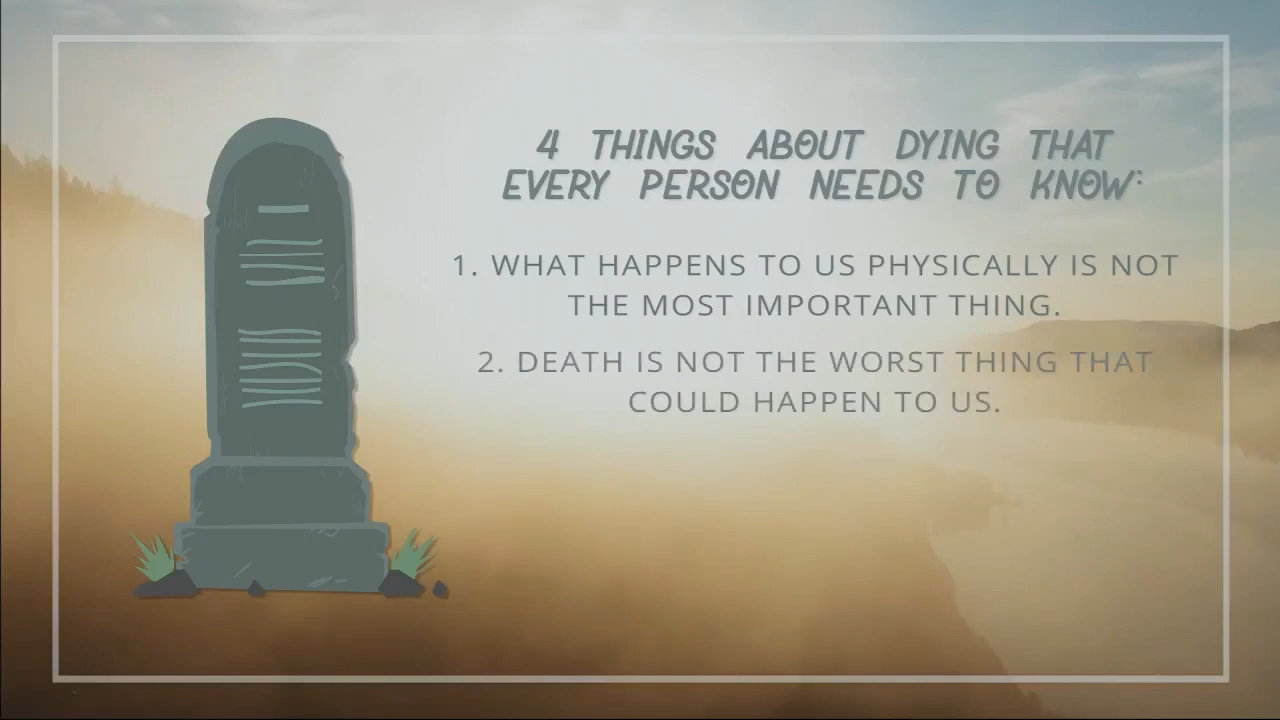 4 THINGS ABOUT DYING THAT
EVERY PERSON NEEDS TO KNOW:
1. WHAT HAPPENS TO US PHYSICALLY IS NOT
THE MOST IMPORTANT THING.
2. DEATH IS NOT THE WORST THING THAT
COULD HAPPEN TO US.